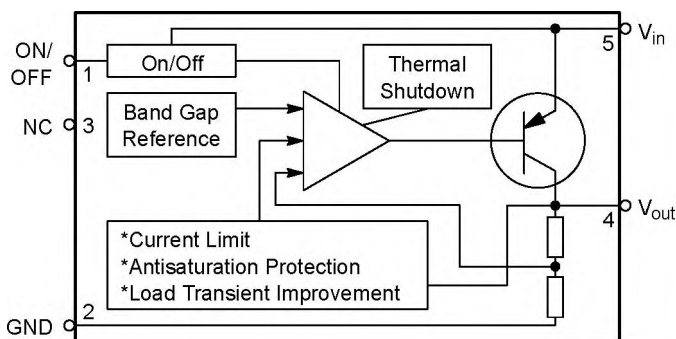 ON/
OFF
1
On/Off
Thermal
Shutdown
5
Vin
NC
3
Band Gap
Reference
4
Vout
*Current Limit
*Antisaturation Protection
*Load Transient Improvement
GND
2